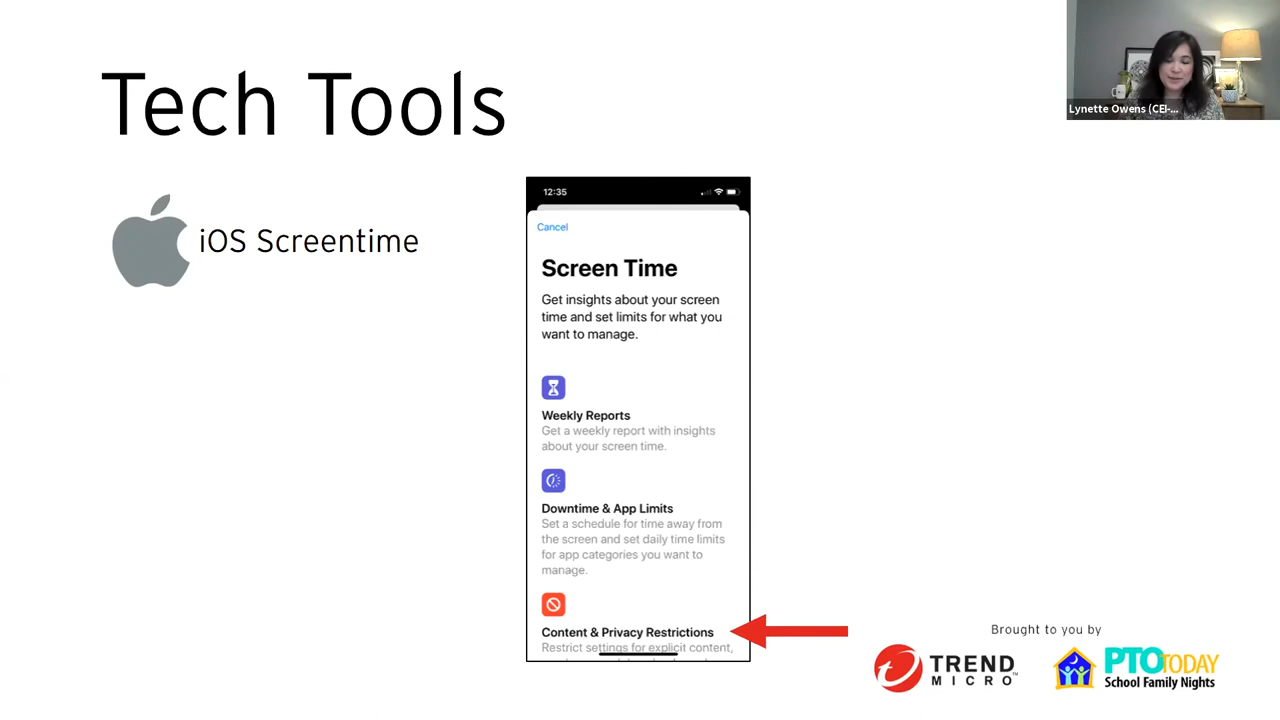 Tech Tools
Lynette Owens (CEI-...
iOS Screentime
12:35
Cancel
Screen Time
Get insights about your screen
time and set limits for what you
want to manage.
Weekly Reports
Get a weekly report with insights
about your screen time.
Downtime & App Limits
Set a schedule for time away from
the screen and set daily time limits
for app categories you want to
manage.
Content & Privacy Restrictions
Restrict settings for explicit content,
Brought to you by
TREND
MICRO™
PTO TODAY
School Family Nights